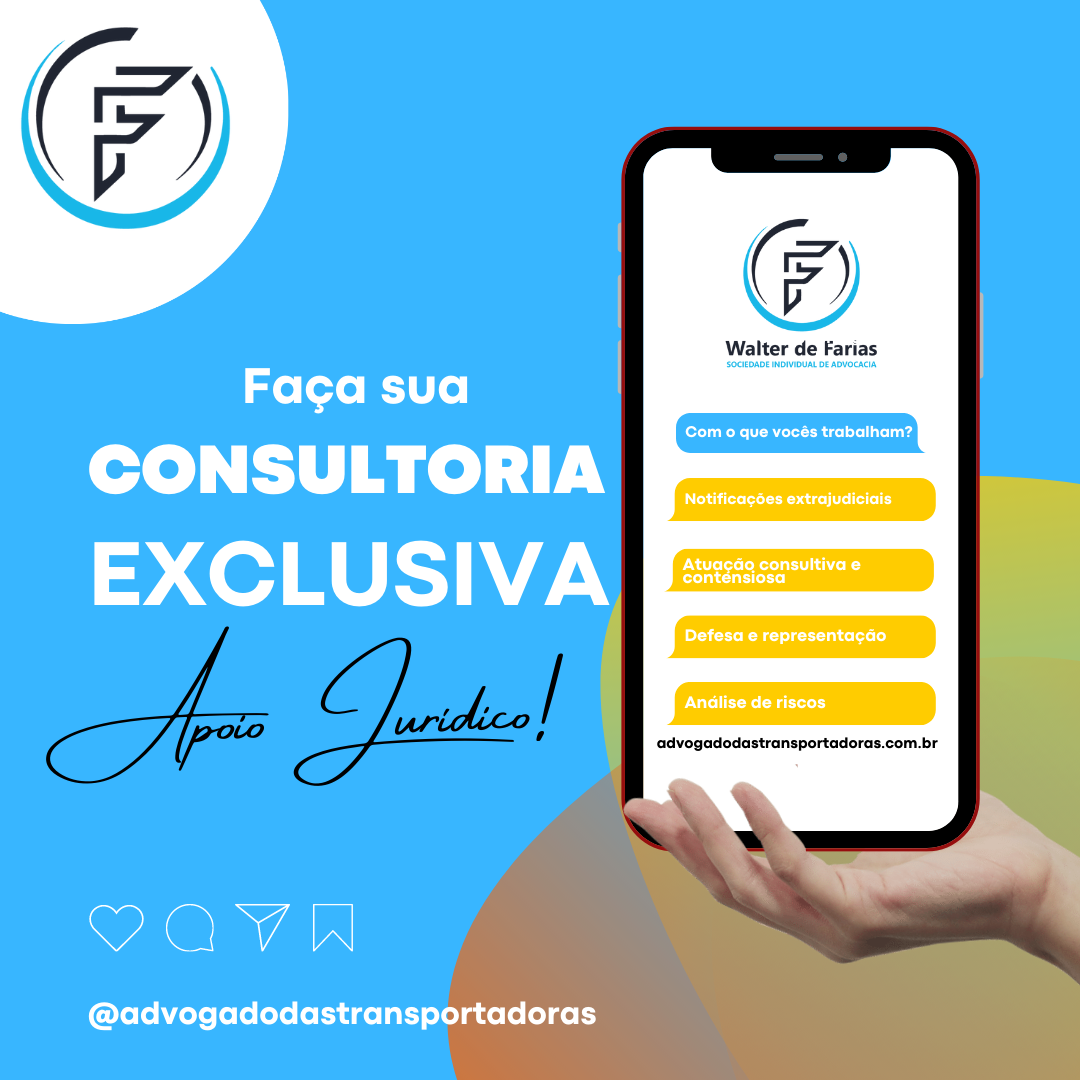 Faça sua
CONSULTORIA
EXCLUSIVA
Apoio Jurídico!
@advogadodastransportadoras
Walter de Farias
SOCIEDADE INDIVIDUAL DE ADVOCACIA
Com o que vocês trabalham?
Notificações extrajudiciais
Atuação consultiva e
contensiosa
Defesa e representação
Análise de riscos
advogadodastransportadoras.com.br